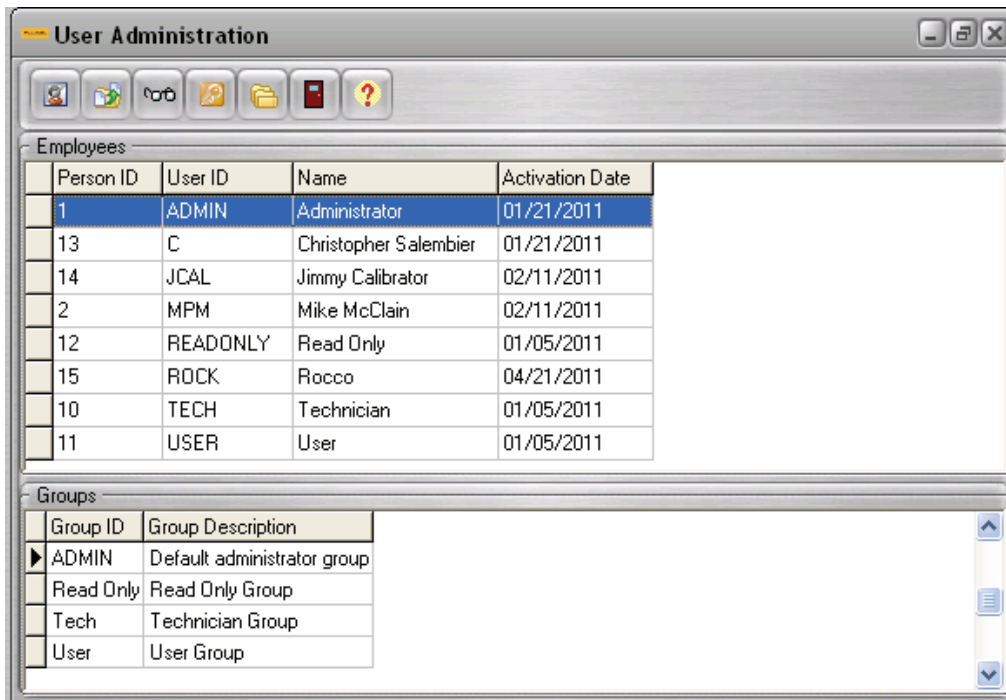 User Administration
?
Employees
Person ID User ID Name Activation Date
1 ADMIN Administrator 01/21/2011
13 C Christopher Salembier 01/21/2011
14 JCAL Jimmy Calibrator 02/11/2011
2 MPM Mike McClain 02/11/2011
12 READONLY Read Only 01/05/2011
15 ROCK Rocco 04/21/2011
10 TECH Technician 01/05/2011
11 USER User 01/05/2011
Groups
Group ID Group Description
ADMIN Default administrator group
Read Only Read Only Group
Tech Technician Group
User User Group